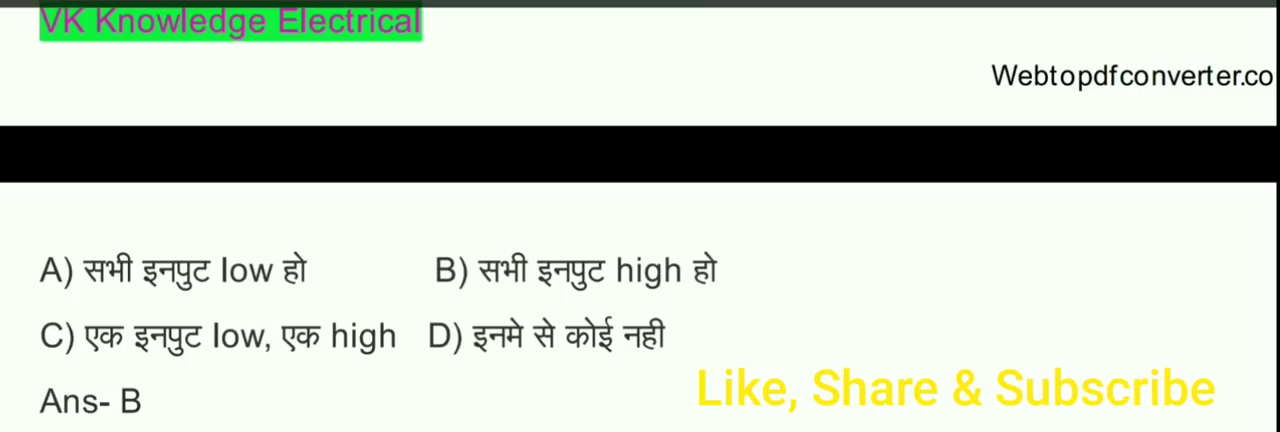 VK Knowledge Electrical
Webtopdfconverter.co
A) सभी इनपुट low हो B) सभी इनपुट high हो
C) एक इनपुट low, एक high D) इनमे से कोई नही
Ans- B
Like, Share & Subscribe